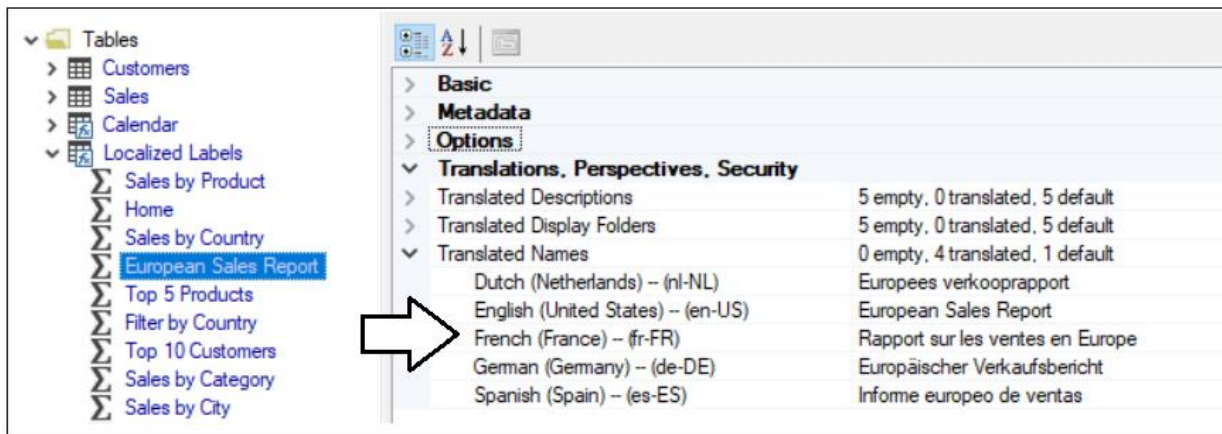 Tables
Customers
Sales
Calendar
Localized Labels
Sales by Product
Home
Sales by Country
European Sales Report
Top 5 Products
Filter by Country
Top 10 Customers
Sales by Category
Sales by City
Basic
Metadata
Options
Translations, Perspectives, Security
Translated Descriptions 5 empty, 0 translated, 5 default
Translated Display Folders 5 empty, 0 translated, 5 default
Translated Names 0 empty, 4 translated, 1 default
Dutch (Netherlands) -- (nl-NL) Europees verkooprapport
English (United States) -- (en-US) European Sales Report
French (France) -- (fr-FR) Rapport sur les ventes en Europe
German (Germany) -- (de-DE) Europäischer Verkaufsbericht
Spanish (Spain) -- (es-ES) Informe europeo de ventas